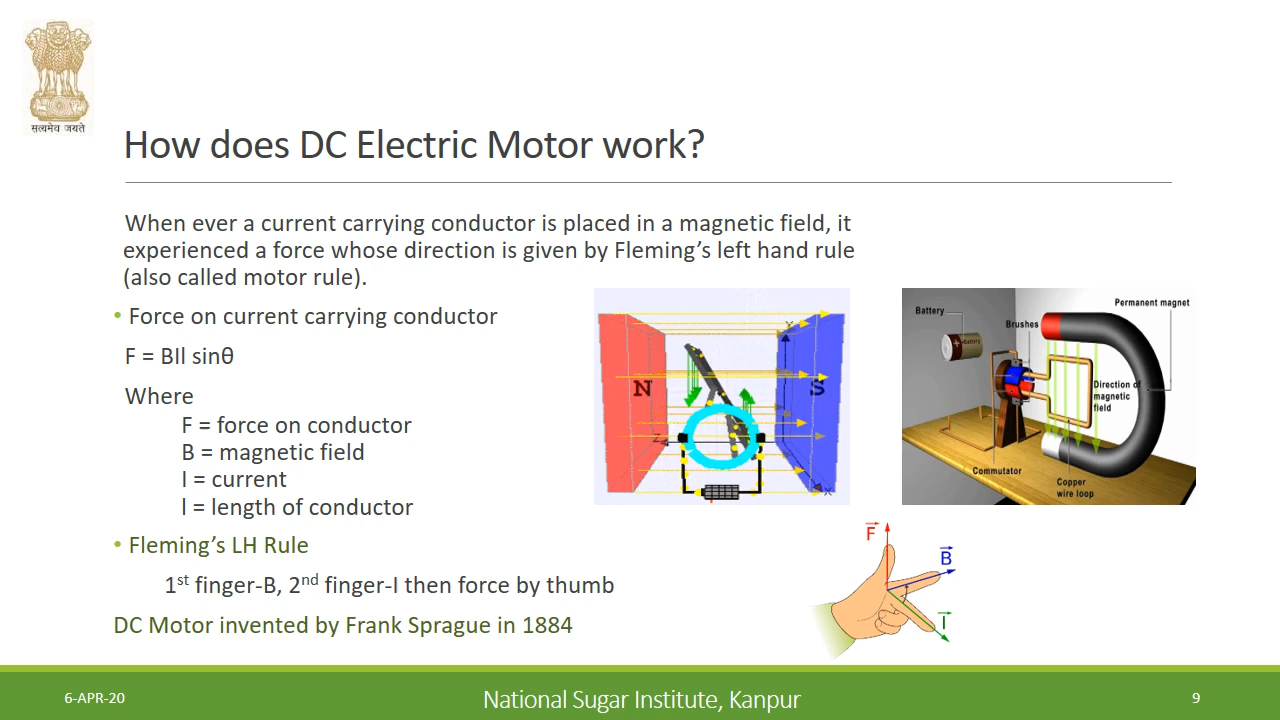 सत्यमेव जयते
How does DC Electric Motor work?
When ever a current carrying conductor is placed in a magnetic field, it
experienced a force whose direction is given by Fleming's left hand rule
(also called motor rule).
• Force on current carrying conductor
F = BIl sinθ
Where
F = force on conductor
B = magnetic field
I = current
l = length of conductor
• Fleming's LH Rule
1st finger-B, 2nd finger-I then force by thumb
DC Motor invented by Frank Sprague in 1884
N
S
Y
Z
X
Battery
Brushes
Permanent magnet
Direction of
magnetic
field
Commutator
Copper
wire loop
F
B
I
6-APR-20
National Sugar Institute, Kanpur
9